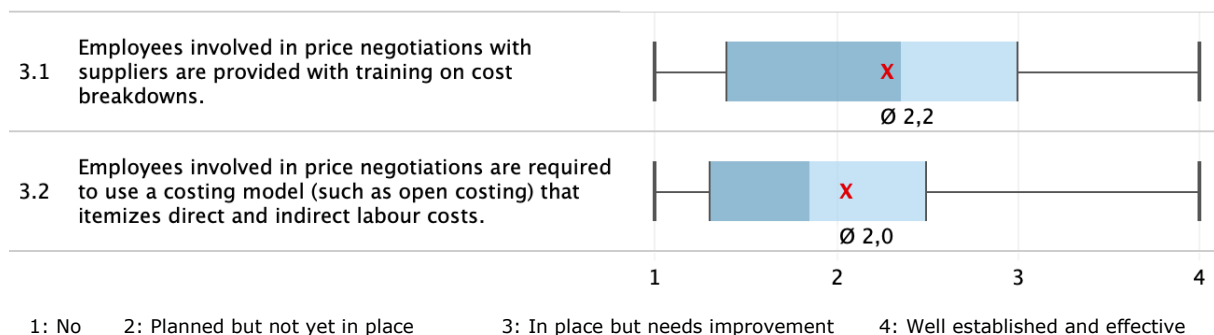 Employees involved in price negotiations with
3.1 suppliers are provided with training on cost
breakdowns.
X
Ø 2,2
Employees involved in price negotiations are required
3.2 to use a costing model (such as open costing) that
itemizes direct and indirect labour costs.
X
Ø 2,0
1 2 3 4
1: No 2: Planned but not yet in place 3: In place but needs improvement 4: Well established and effective